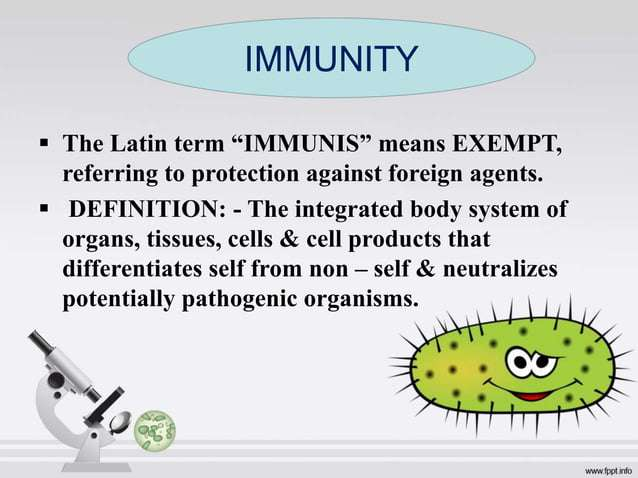 IMMUNITY
▪ The Latin term “IMMUNIS” means EXEMPT,
referring to protection against foreign agents.
▪ DEFINITION: - The integrated body system of
organs, tissues, cells & cell products that
differentiates self from non – self & neutralizes
potentially pathogenic organisms.
www.fppt.info